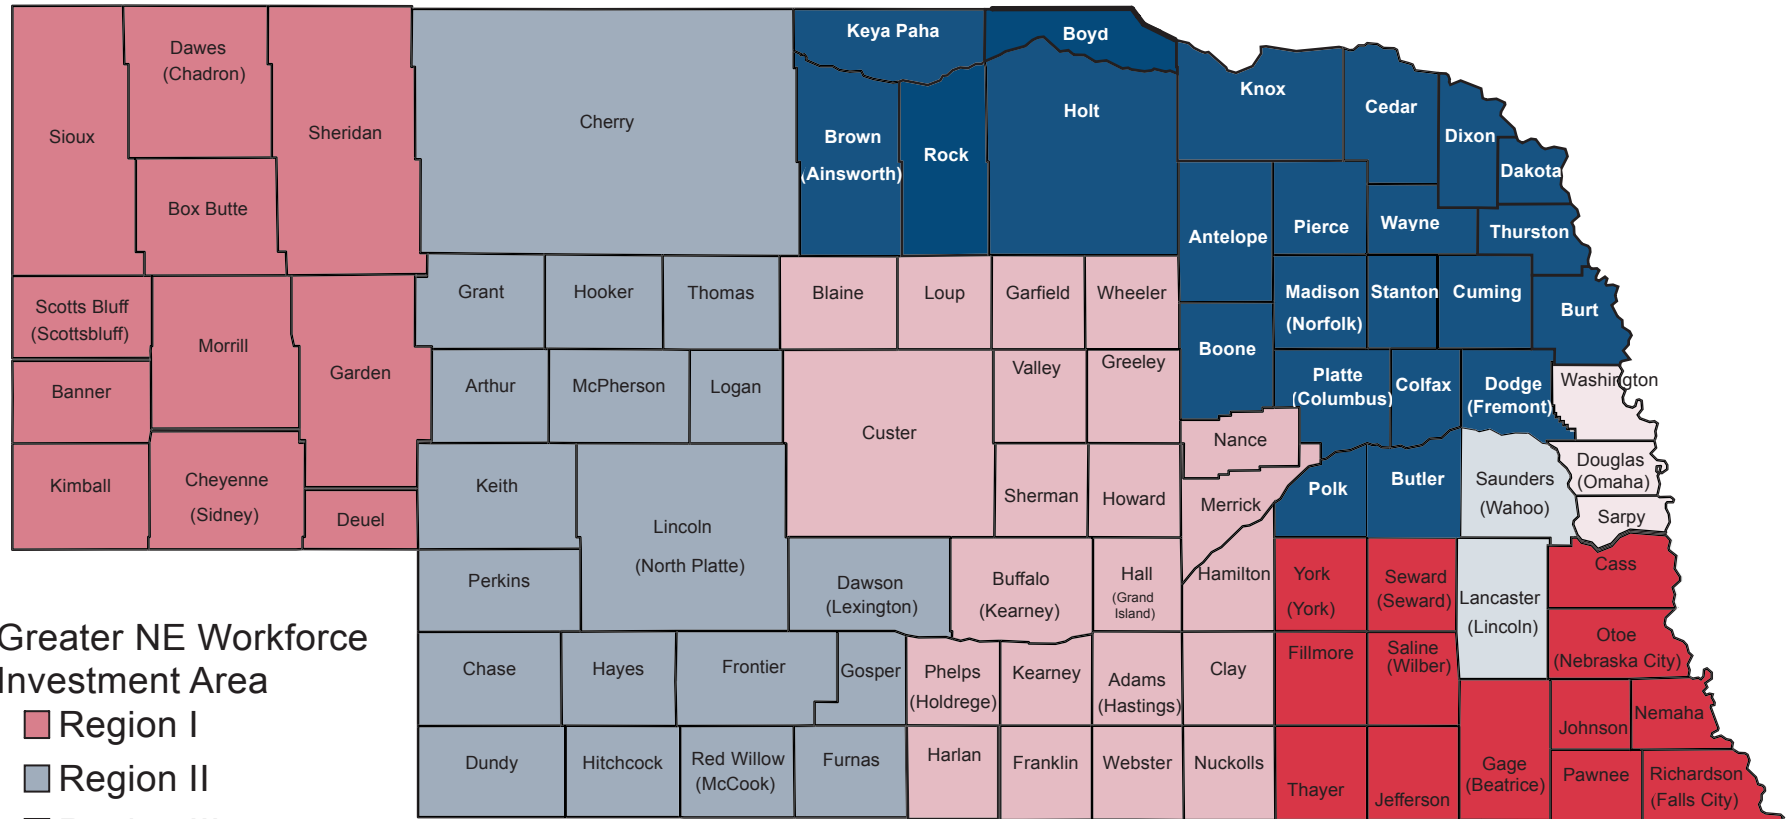 Keya Paha
Boyd
Dawes
(Chadron)
Knox
Cedar
Holt
Cherry
Sheridan
Sioux
Brown
(Ainsworth)
Rock
Dixon
Dakota
Box Butte
Antelope
Pierce
Wayne
Thurston
Scotts Bluff
(Scottsbluff)
Grant
Hooker
Thomas
Blaine
Loup
Garfield
Wheeler
Madison
(Norfolk)
Stanton
Cuming
Burt
Morrill
Garden
Boone
Banner
Arthur
McPherson
Logan
Valley
Greeley
Platte
(Columbus)
Colfax
Dodge
(Fremont)
Washington
Custer
Nance
Kimball
Cheyenne
(Sidney)
Deuel
Keith
Lincoln
(North Platte)
Sherman
Howard
Merrick
Polk
Butler
Saunders
(Wahoo)
Douglas
(Omaha)
Sarpy
Perkins
Dawson
(Lexington)
Buffalo
(Kearney)
Hall
(Grand
Island)
Hamilton
York
(York)
Seward
(Seward)
Lancaster
(Lincoln)
Cass
Otoe
(Nebraska City)
Chase
Hayes
Frontier
Gosper
Phelps
(Holdrege)
Kearney
Adams
(Hastings)
Clay
Fillmore
Saline
(Wilber)
Johnson
Nemaha
Dundy
Hitchcock
Red Willow
(McCook)
Furnas
Harlan
Franklin
Webster
Nuckolls
Thayer
Jefferson
Gage
(Beatrice)
Pawnee
Richardson
(Falls City)
Greater NE Workforce
Investment Area
Region I
Region II